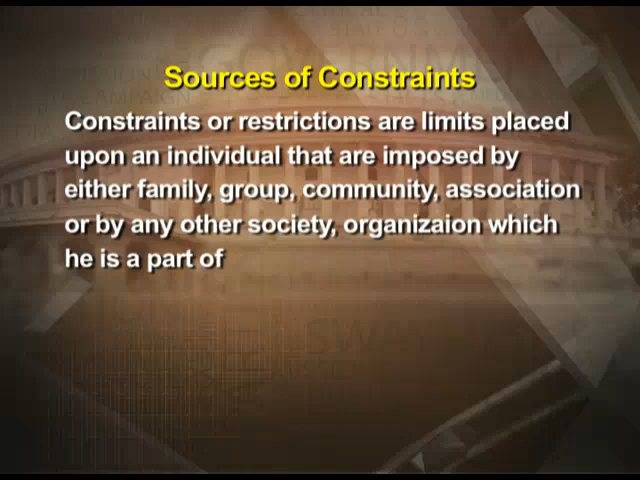 Sources of Constraints
Constraints or restrictions are limits placed
upon an individual that are imposed by
either family, group, community, association
or by any other society, organizaion which
he is a part of